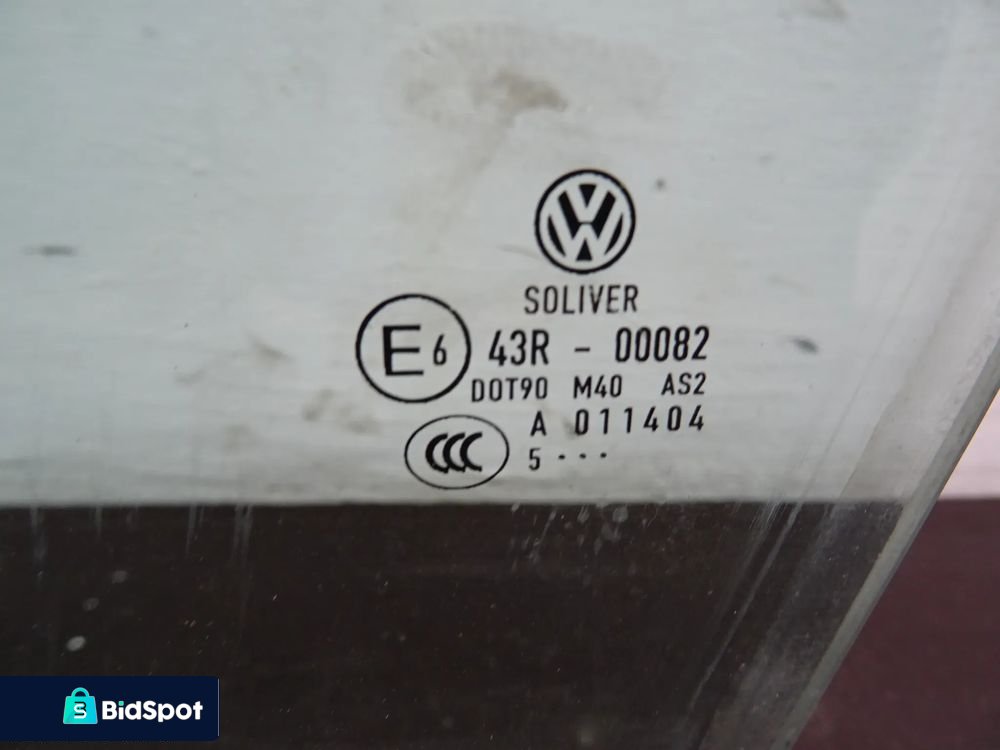 SOLIVER
E6 43R - 00082
DOT90 M40 AS2
A 011404
CCC 5 ...
BidSpot